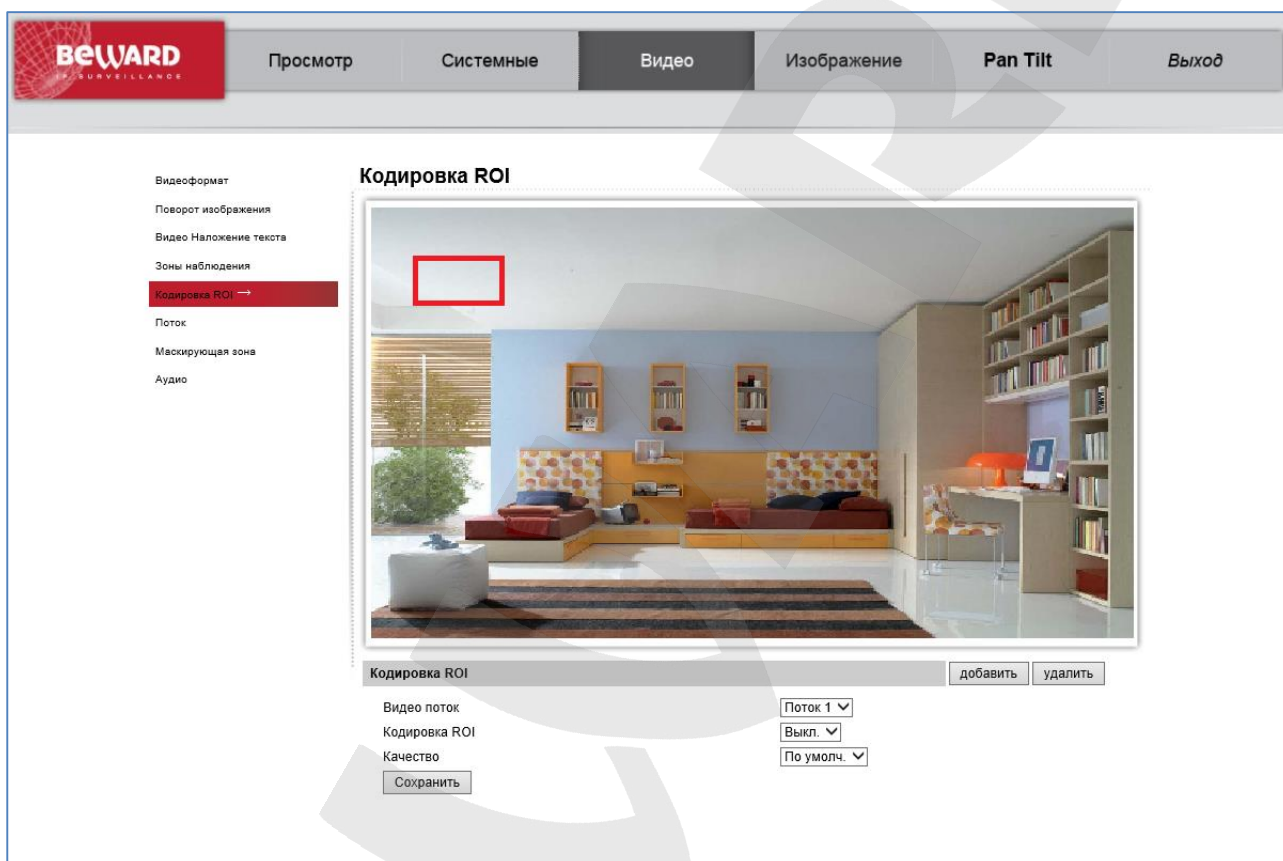 BEWARD
IP SURVEILLANCE
Просмотр
Системные
Видео
Изображение
Pan Tilt
Выход
Видеоформат
Поворот изображения
Видео Наложение текста
Зоны наблюдения
Кодировка ROI →
Поток
Маскирующая зона
Аудио
Кодировка ROI
Кодировка ROI
добавить
удалить
Видео поток
Поток 1
Кодировка ROI
Выкл.
Качество
По умолч.
Сохранить